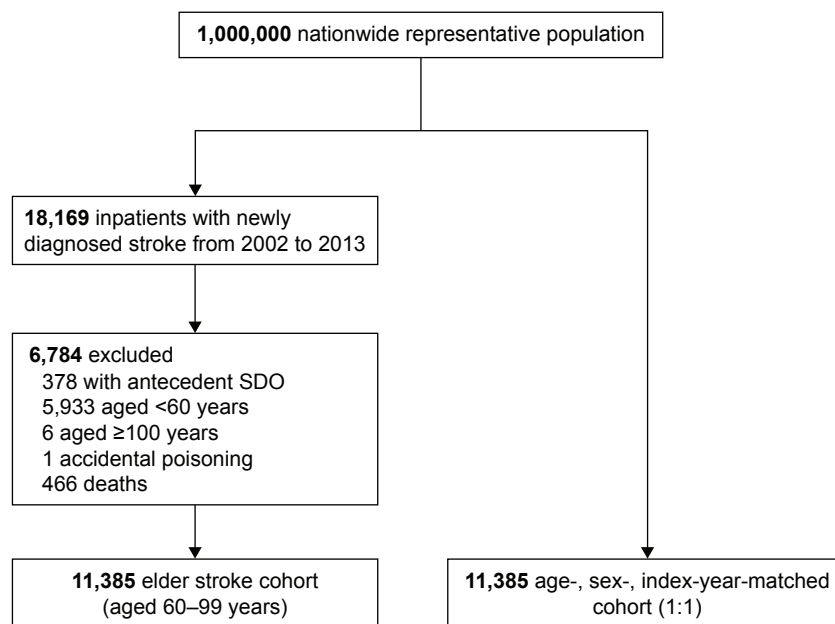 1,000,000 nationwide representative population
18,169 inpatients with newly
diagnosed stroke from 2002 to 2013
6,784 excluded
378 with antecedent SDO
5,933 aged <60 years
6 aged ≥100 years
1 accidental poisoning
466 deaths
11,385 elder stroke cohort
(aged 60–99 years)
11,385 age-, sex-, index-year-matched
cohort (1:1)